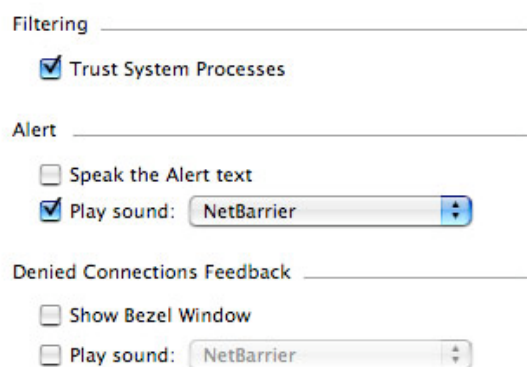 Filtering
Trust System Processes
Alert
Speak the Alert text
Play sound: NetBarrier
Denied Connections Feedback
Show Bezel Window
Play sound: NetBarrier